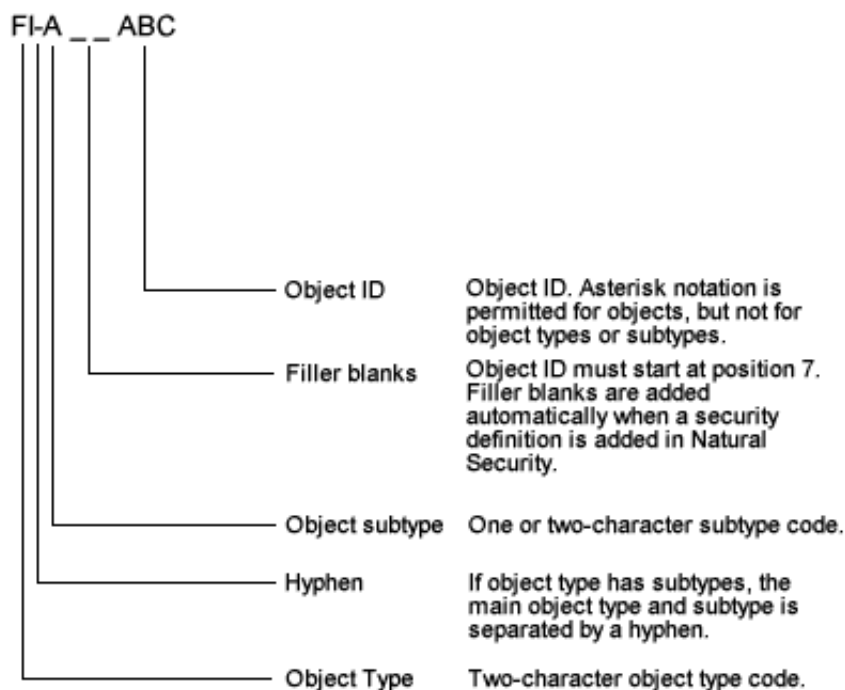 FI-A _ _ ABC
Object ID Object ID. Asterisk notation is
permitted for objects, but not for
object types or subtypes.
Filler blanks Object ID must start at position 7.
Filler blanks are added
automatically when a security
definition is added in Natural
Security.
Object subtype One or two-character subtype code.
Hyphen If object type has subtypes, the
main object type and subtype is
separated by a hyphen.
Object Type Two-character object type code.